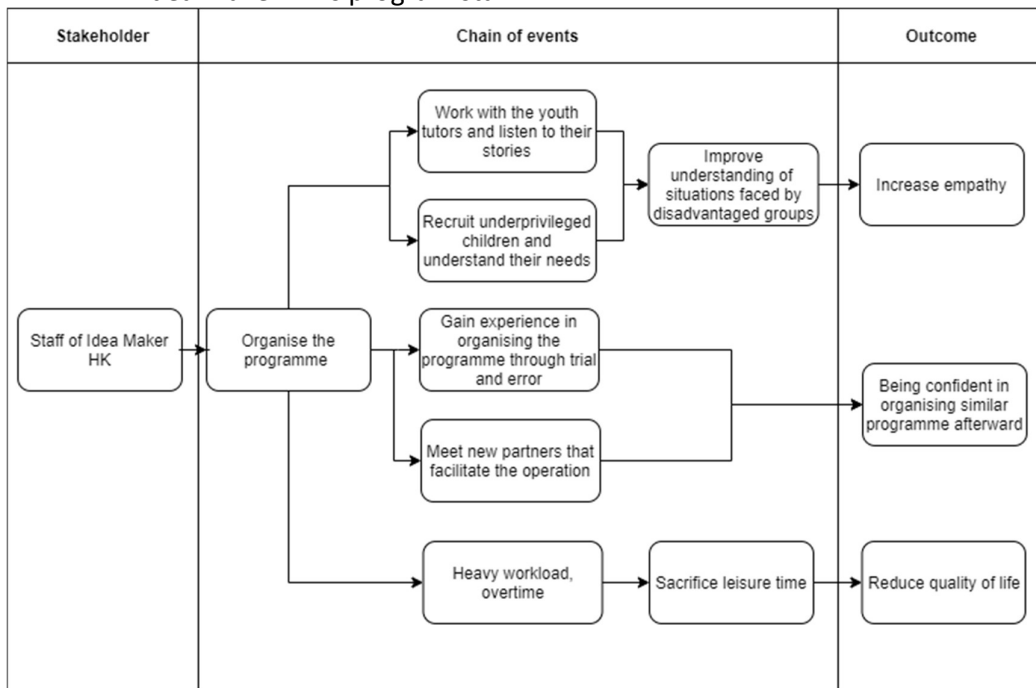 Stakeholder
Chain of events
Outcome
Work with the youth
tutors and listen to their
stories
Improve
understanding of
situations faced by
disadvantaged groups
Increase empathy
Recruit underprivileged
children and
understand their needs
Staff of Idea Maker
HK
Organise the
programme
Gain experience in
organising the
programme through trial
and error
Being confident in
organising similar
programme afterward
Meet new partners that
facilitate the operation
Heavy workload,
overtime
Sacrifice leisure time
Reduce quality of life